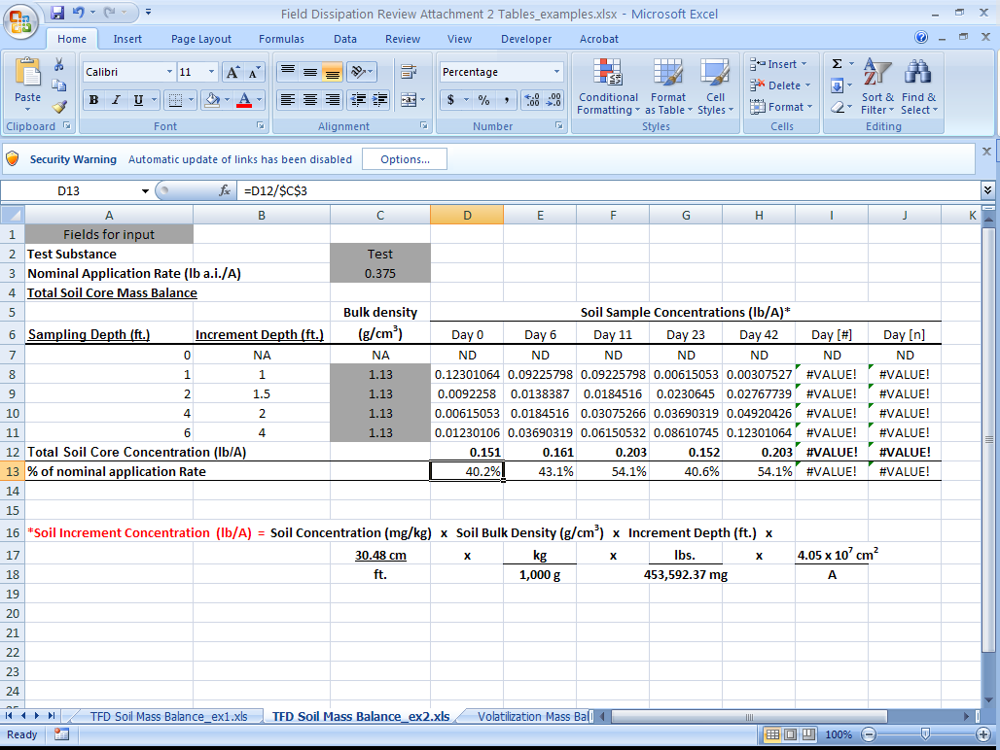 Field Dissipation Review Attachment 2 Tables_examples.xlsx - Microsoft Excel
Home Insert Page Layout Formulas Data Review View Developer Acrobat
Calibri 11 A A Percentage
Paste B I U A $ % , .0 .00 .00 .0
Conditional Formatting Format as Table Cell Styles
Insert
Delete
Format
Σ Sort & Filter Find & Select
Clipboard Font Alignment Number Styles Cells Editing
Security Warning Automatic update of links has been disabled Options...
D13 fx =D12/$C$3
A B C D E F G H I J K
1 Fields for input
2 Test Substance Test
3 Nominal Application Rate (lb a.i./A) 0.375
4 Total Soil Core Mass Balance
5 Bulk density Soil Sample Concentrations (lb/A)*
6 Sampling Depth (ft.) Increment Depth (ft.) (g/cm³) Day 0 Day 6 Day 11 Day 23 Day 42 Day [#] Day [n]
7 0 NA NA ND ND ND ND ND ND ND
8 1 1 1.13 0.12301064 0.09225798 0.09225798 0.00615053 0.00307527 #VALUE! #VALUE!
9 2 1.5 1.13 0.0092258 0.0138387 0.0184516 0.0230645 0.02767739 #VALUE! #VALUE!
10 4 2 1.13 0.00615053 0.0184516 0.03075266 0.03690319 0.04920426 #VALUE! #VALUE!
11 6 4 1.13 0.01230106 0.03690319 0.06150532 0.08610745 0.12301064 #VALUE! #VALUE!
12 Total Soil Core Concentration (lb/A) 0.151 0.161 0.203 0.152 0.203 #VALUE! #VALUE!
13 % of nominal application Rate 40.2% 43.1% 54.1% 40.6% 54.1% #VALUE! #VALUE!
14
15
16 *Soil Increment Concentration (lb/A) = Soil Concentration (mg/kg) x Soil Bulk Density (g/cm³) x Increment Depth (ft.) x
17 30.48 cm x kg x lbs. x 4.05 x 10⁷ cm²
18 ft. 1,000 g 453,592.37 mg A
19
20
21
22
23
24
TFD Soil Mass Balance_ex1.xls TFD Soil Mass Balance_ex2.xls Volatilization Mass Bal
Ready 100%